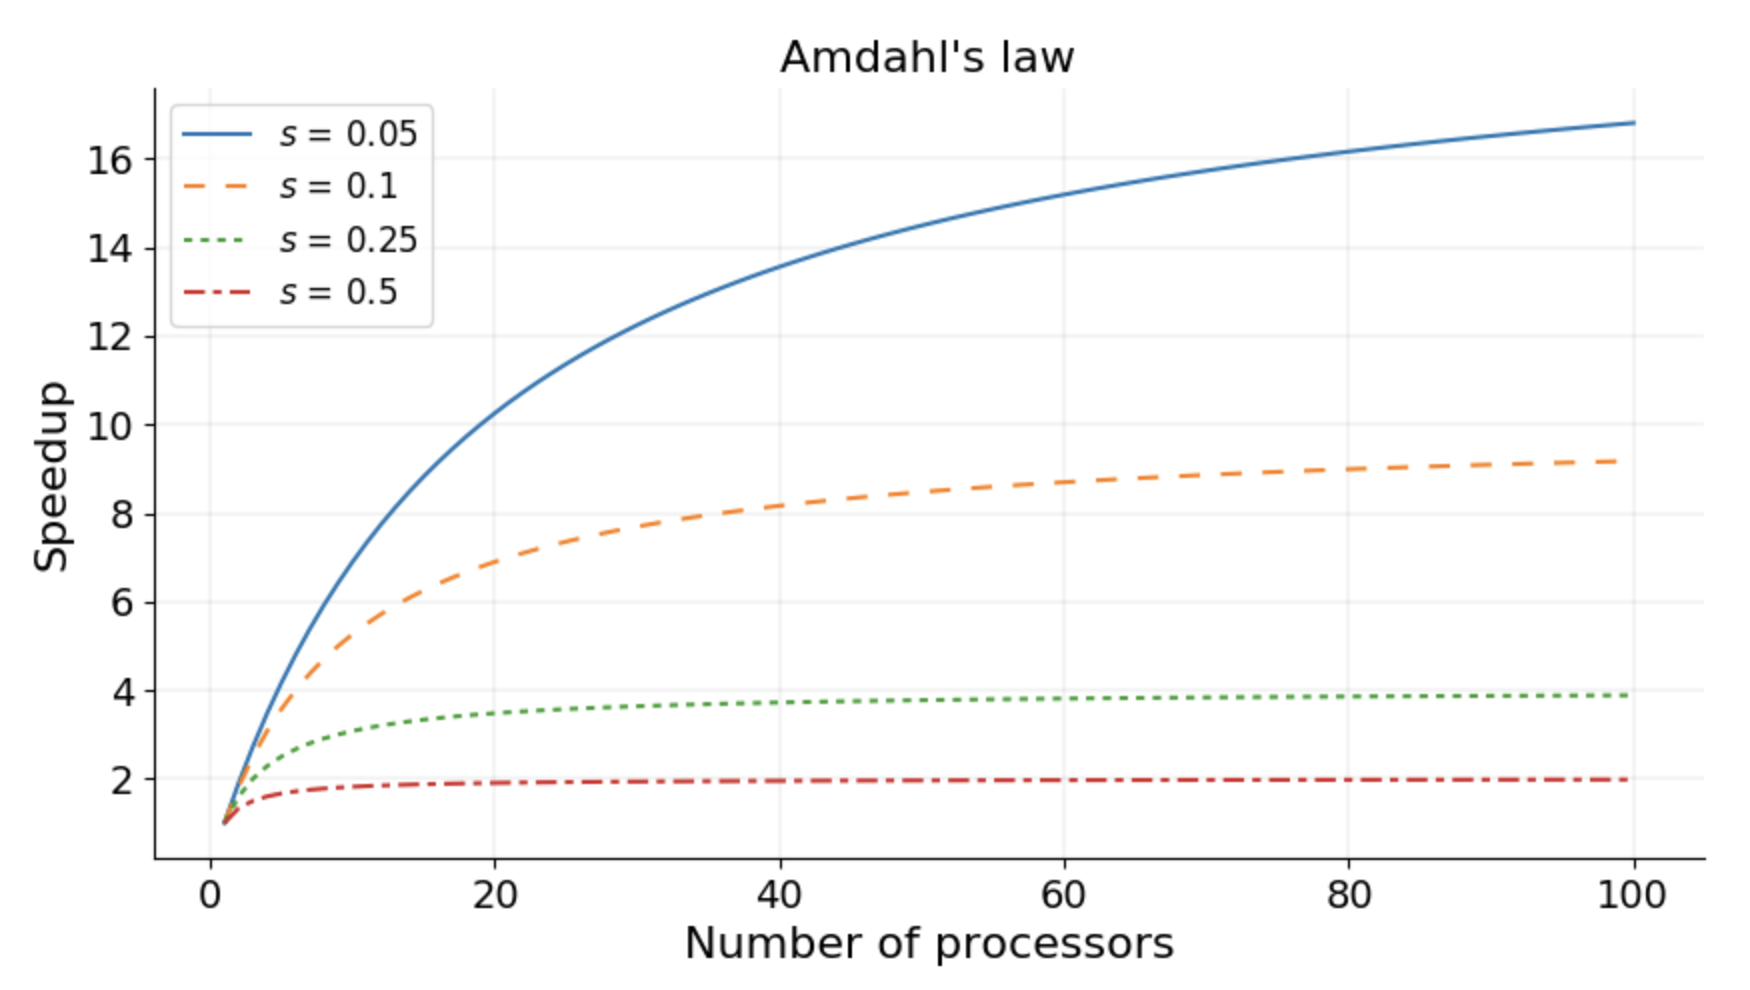 Amdahl's law
s = 0.05
s = 0.1
s = 0.25
s = 0.5
16
14
12
10
8
6
4
2
Speedup
0 20 40 60 80 100
Number of processors